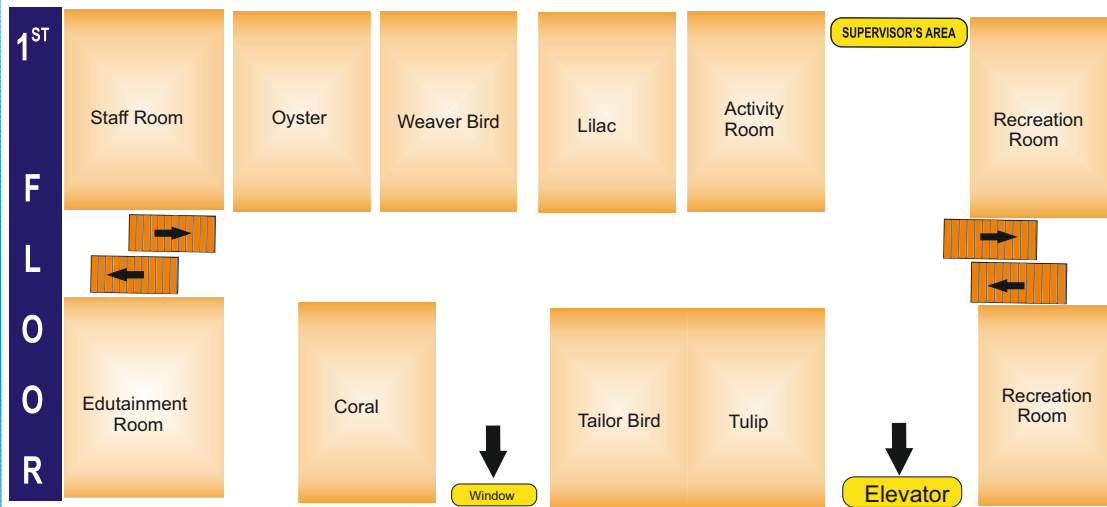 1ST
FLOOR
SUPERVISOR'S AREA
Staff Room
Oyster
Weaver Bird
Lilac
Activity
Room
Recreation
Room
Edutainment
Room
Coral
Tailor Bird
Tulip
Recreation
Room
Window
Elevator